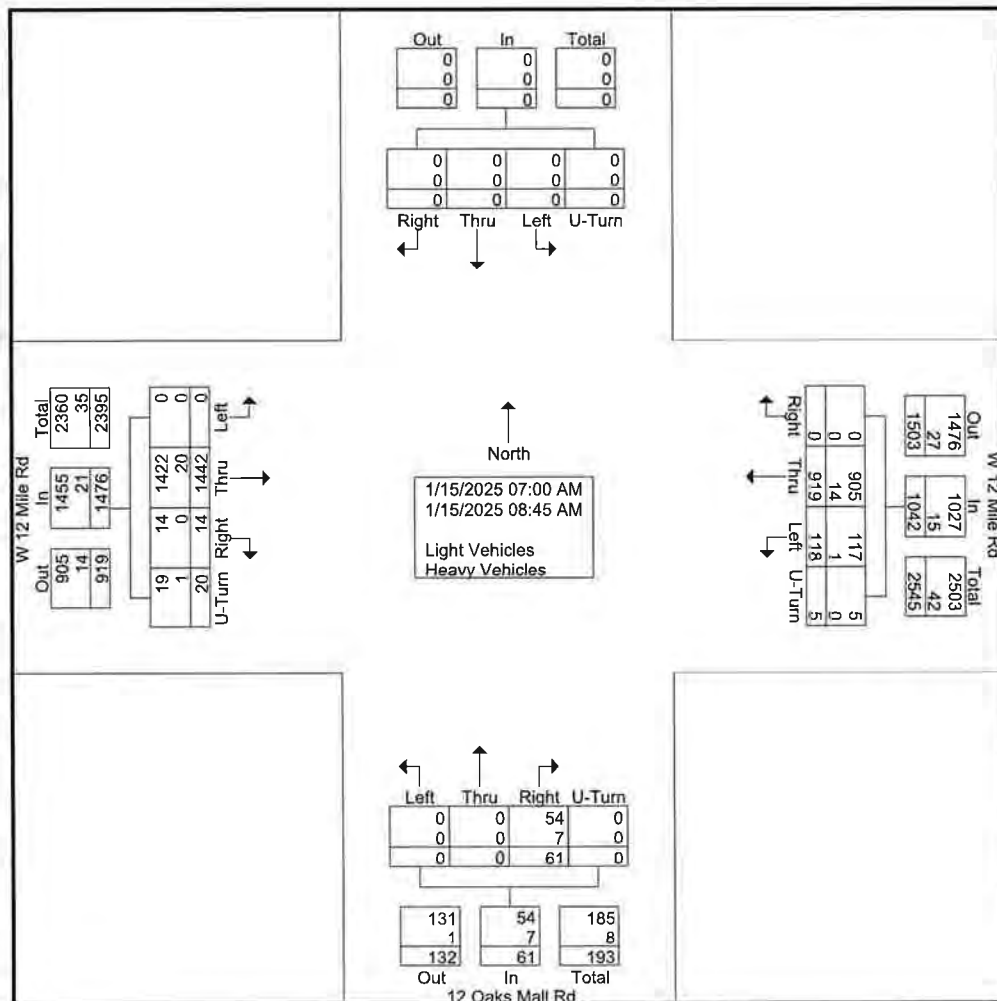 Out In Total
0 0 0
0 0 0
0 0 0
0 0 0 0
0 0 0 0
0 0 0 0
Right Thru Left U-Turn
W 12 Mile Rd
Total In Out
2360 1455 905
35 21 14
2395 1476 919
0 1422 14 19
0 20 0 1
0 1442 14 20
Left Thru Right U-Turn
North
1/15/2025 07:00 AM
1/15/2025 08:45 AM
Light Vehicles
Heavy Vehicles
W 12 Mile Rd
Out In Total
1476 1027 2503
27 15 42
1503 1042 2545
0 905 117 5
0 14 1 0
0 919 118 5
Right Thru Left U-Turn
Left Thru Right U-Turn
0 0 54 0
0 0 7 0
0 0 61 0
131 54 185
1 7 8
132 61 193
Out In Total
12 Oaks Mall Rd